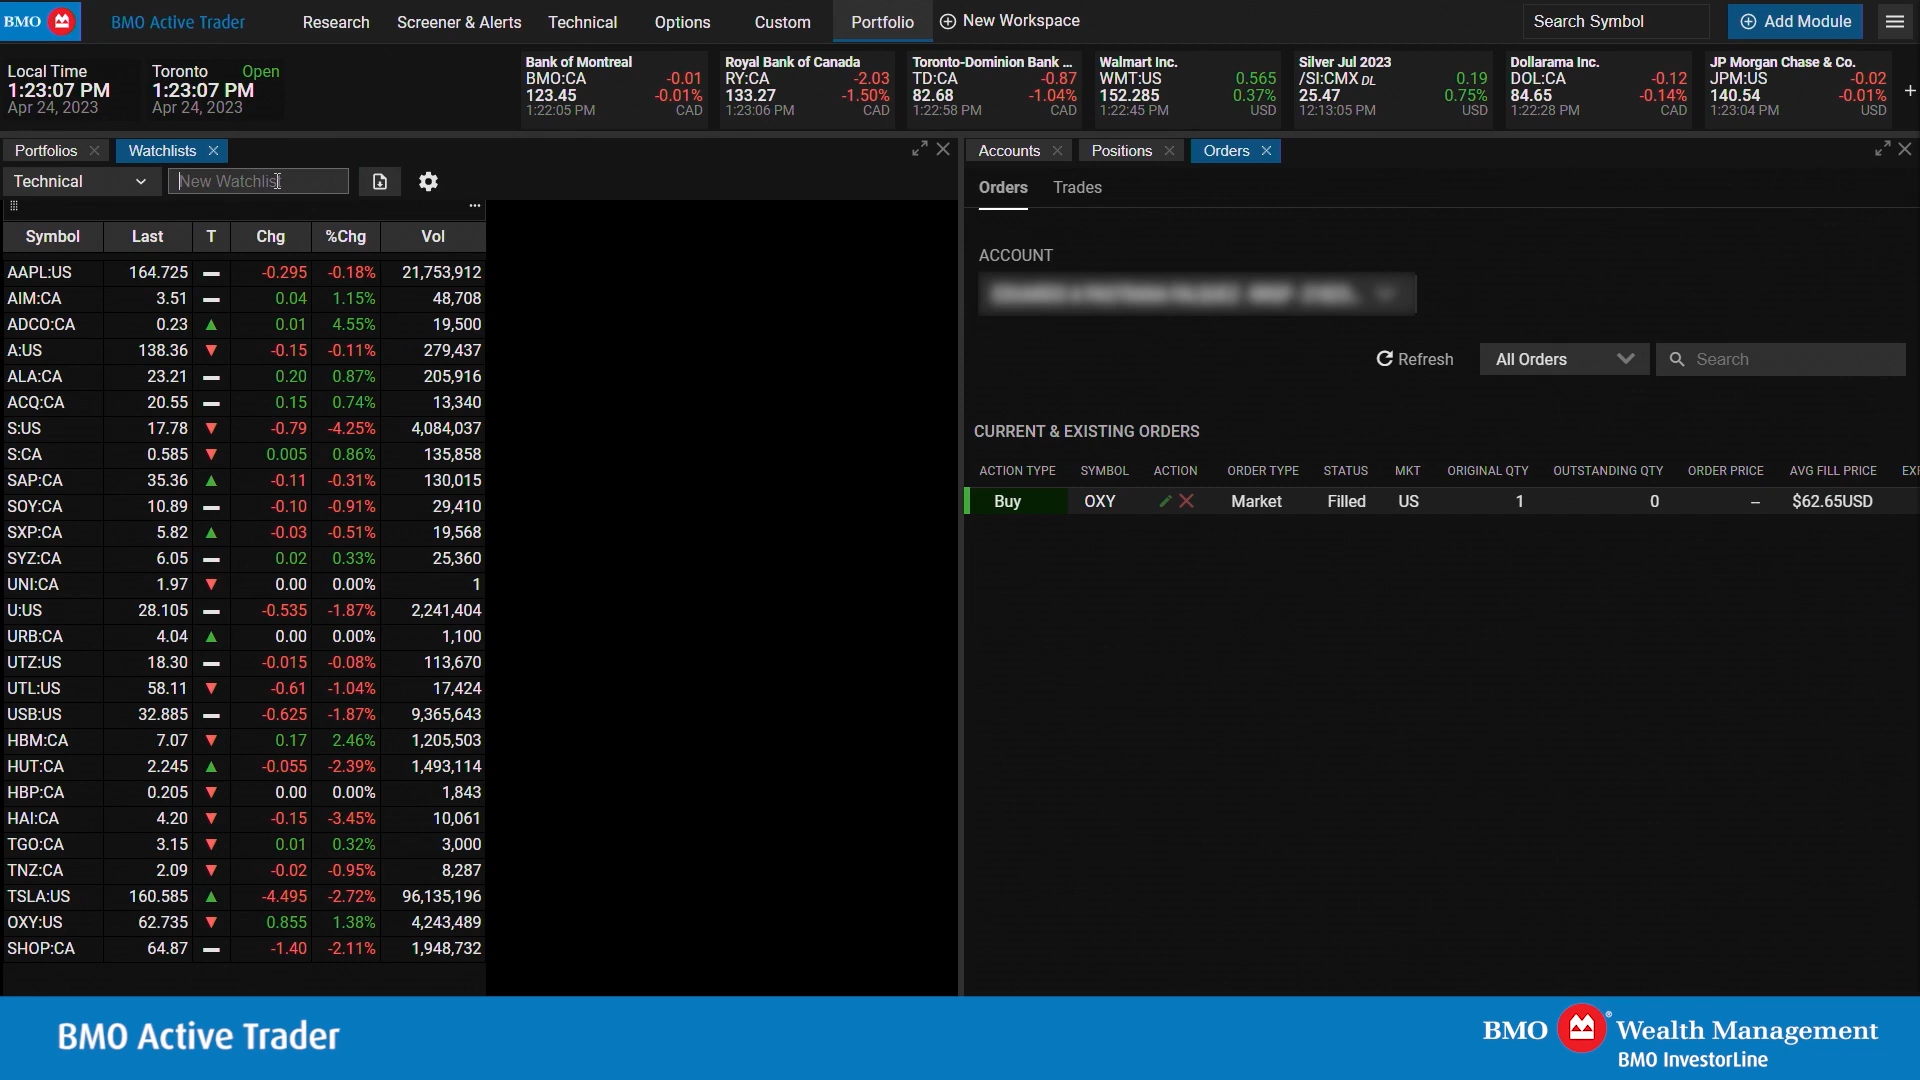 BMO BMO Active Trader Research Screener & Alerts Technical Options Custom Portfolio New Workspace Search Symbol Add Module
Local Time
1:23:07 PM
Apr 24, 2023
Toronto Open
1:23:07 PM
Apr 24, 2023
Bank of Montreal
BMO:CA -0.01
123.45 -0.01%
1:22:05 PM CAD
Royal Bank of Canada
RY:CA -2.03
133.27 -1.50%
1:23:06 PM CAD
Toronto-Dominion Bank ...
TD:CA -0.87
82.68 -1.04%
1:22:58 PM CAD
Walmart Inc.
WMT:US 0.565
152.285 0.37%
1:22:45 PM USD
Silver Jul 2023
/SI:CMX DL 0.19
25.47 0.75%
12:13:05 PM USD
Dollarama Inc.
DOL:CA -0.12
84.65 -0.14%
1:22:28 PM CAD
JP Morgan Chase & Co.
JPM:US -0.02
140.54 -0.01%
1:23:04 PM USD
Portfolios Watchlists
Technical New Watchlist
Symbol Last T Chg %Chg Vol
AAPL:US 164.725 -0.295 -0.18% 21,753,912
AIM:CA 3.51 0.04 1.15% 48,708
ADCO:CA 0.23 0.01 4.55% 19,500
A:US 138.36 -0.15 -0.11% 279,437
ALA:CA 23.21 0.20 0.87% 205,916
ACQ:CA 20.55 0.15 0.74% 13,340
S:US 17.78 -0.79 -4.25% 4,084,037
S:CA 0.585 0.005 0.86% 135,858
SAP:CA 35.36 -0.11 -0.31% 130,015
SOY:CA 10.89 -0.10 -0.91% 29,410
SXP:CA 5.82 -0.03 -0.51% 19,568
SYZ:CA 6.05 0.02 0.33% 25,360
UNI:CA 1.97 0.00 0.00% 1
U:US 28.105 -0.535 -1.87% 2,241,404
URB:CA 4.04 0.00 0.00% 1,100
UTZ:US 18.30 -0.015 -0.08% 113,670
UTL:US 58.11 -0.61 -1.04% 17,424
USB:US 32.885 -0.625 -1.87% 9,365,643
HBM:CA 7.07 0.17 2.46% 1,205,503
HUT:CA 2.245 -0.055 -2.39% 1,493,114
HBP:CA 0.205 0.00 0.00% 1,843
HAI:CA 4.20 -0.15 -3.45% 10,061
TGO:CA 3.15 0.01 0.32% 3,000
TNZ:CA 2.09 -0.02 -0.95% 8,287
TSLA:US 160.585 -4.495 -2.72% 96,135,196
OXY:US 62.735 0.855 1.38% 4,243,489
SHOP:CA 64.87 -1.40 -2.11% 1,948,732
Accounts Positions Orders
Orders Trades
ACCOUNT
Refresh All Orders Search
CURRENT & EXISTING ORDERS
ACTION TYPE SYMBOL ACTION ORDER TYPE STATUS MKT ORIGINAL QTY OUTSTANDING QTY ORDER PRICE AVG FILL PRICE EX
Buy OXY Market Filled US 1 0 – $62.65USD
BMO Active Trader
BMO Wealth Management
BMO InvestorLine